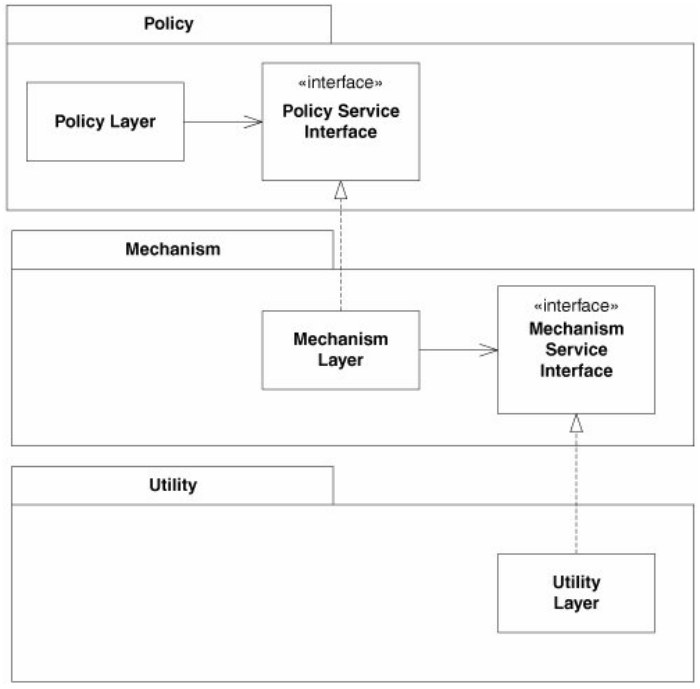 Policy
«interface»
Policy Layer
Policy Service
Interface
Mechanism
«interface»
Mechanism
Layer
Mechanism
Service
Interface
Utility
Utility
Layer